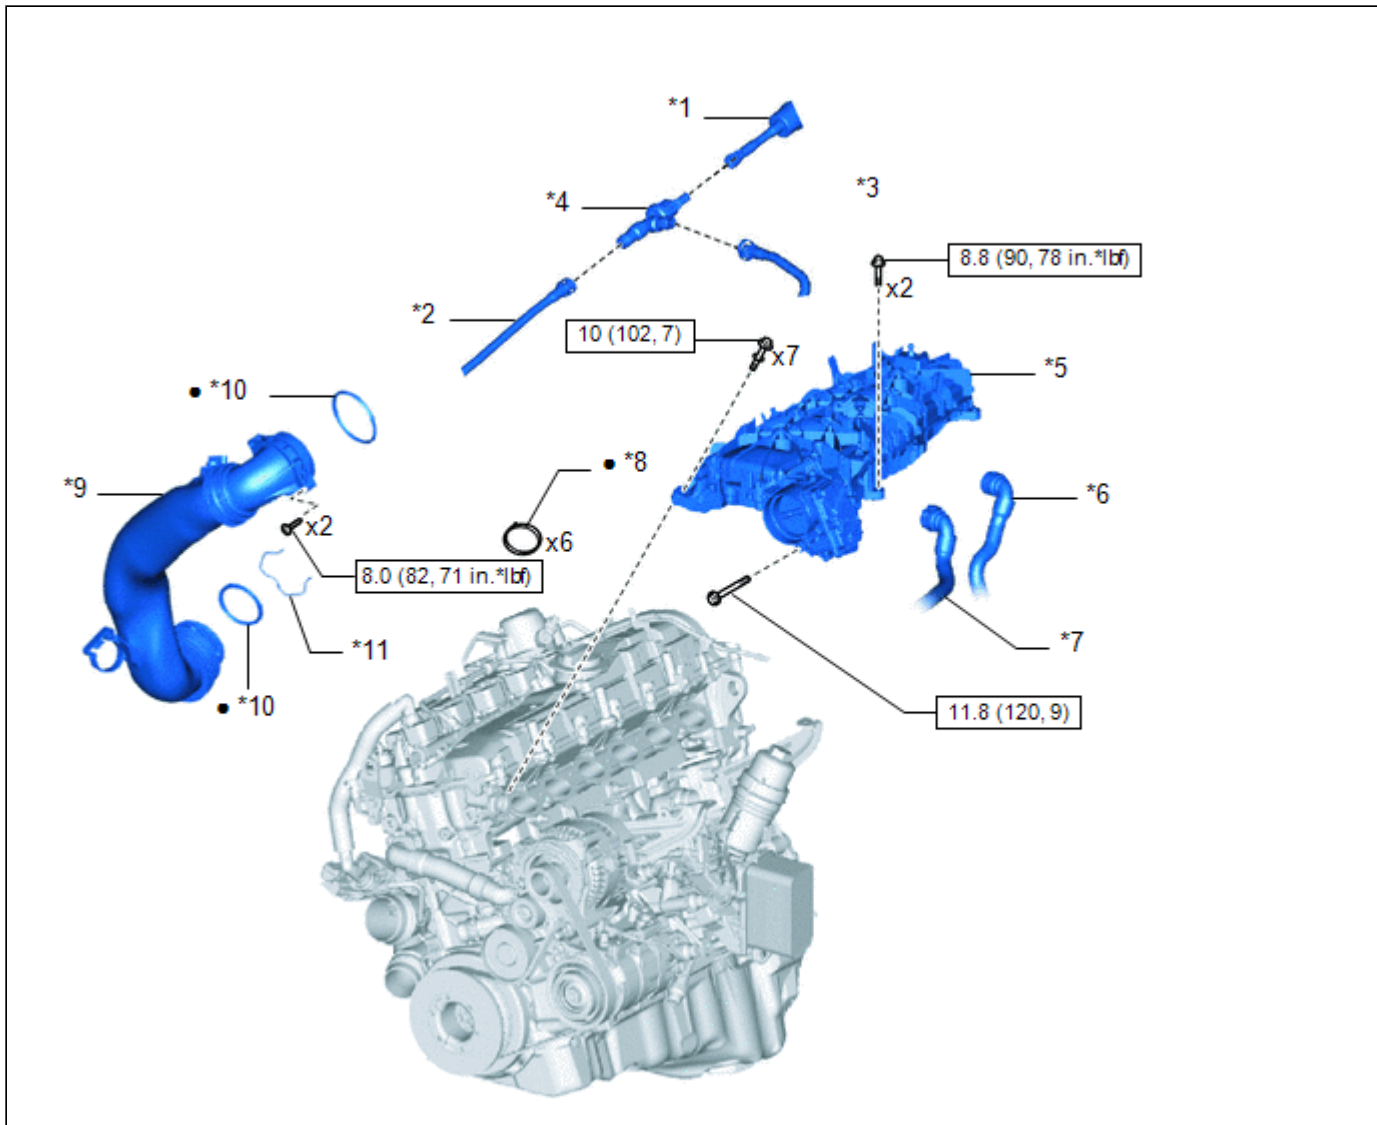 *1
*3
*4
8.8 (90, 78 in.*lbf)
x2
*2
10 (102, 7)
x7
*5
● *10
● *8
*9
*6
x2
x6
8.0 (82, 71 in.*lbf)
*11
*7
● *10
11.8 (120, 9)